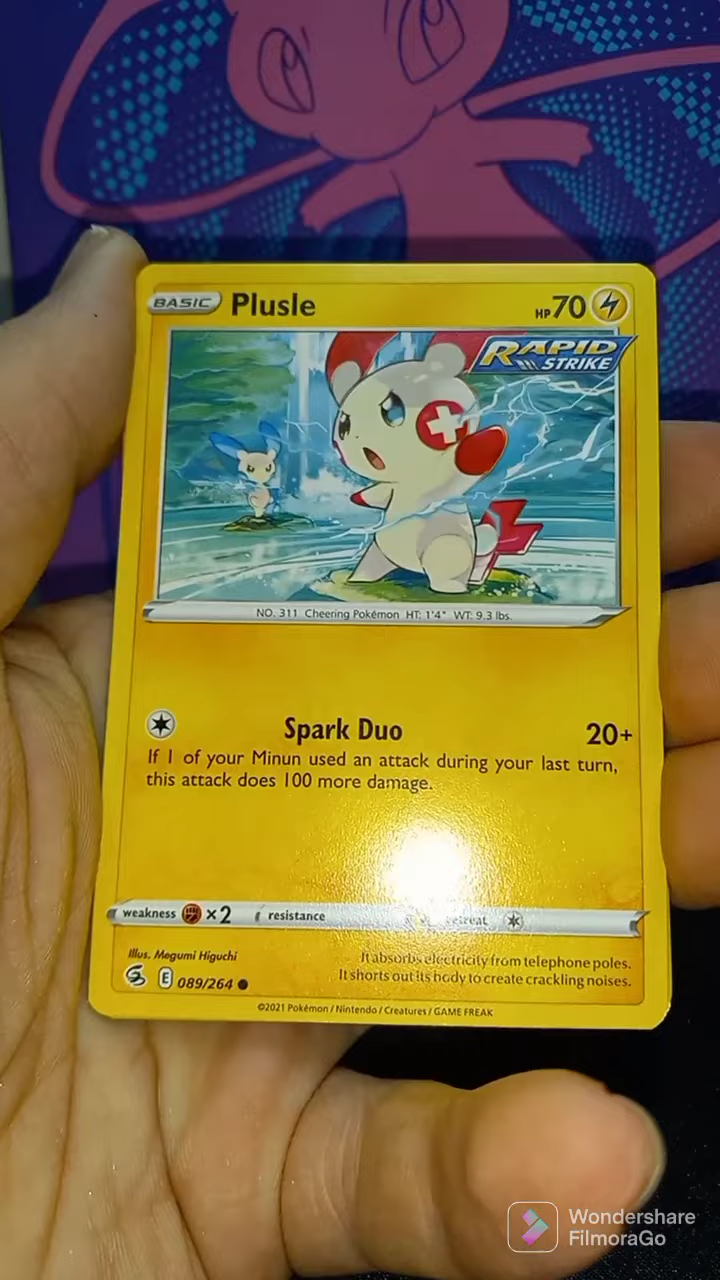 BASIC Plusle HP 70
RAPID
STRIKE
NO. 311 Cheering Pokémon HT: 1'4" WT: 9.3 lbs.
Spark Duo 20+
If 1 of your Minun used an attack during your last turn,
this attack does 100 more damage.
weakness ×2 resistance retreat
Illus. Megumi Higuchi
It absorbs electricity from telephone poles.
It shorts out its body to create crackling noises.
E 089/264
©2021 Pokémon / Nintendo / Creatures / GAME FREAK
Wondershare
FilmoraGo